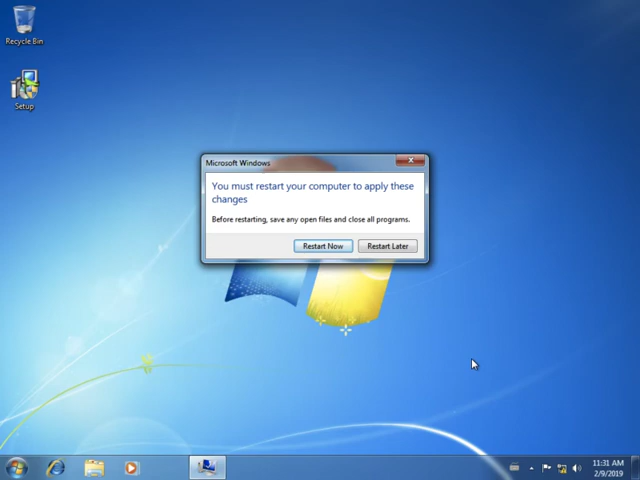 Recycle Bin
Setup
Microsoft Windows
You must restart your computer to apply these
changes
Before restarting, save any open files and close all programs.
Restart Now
Restart Later
11:31 AM
2/9/2019